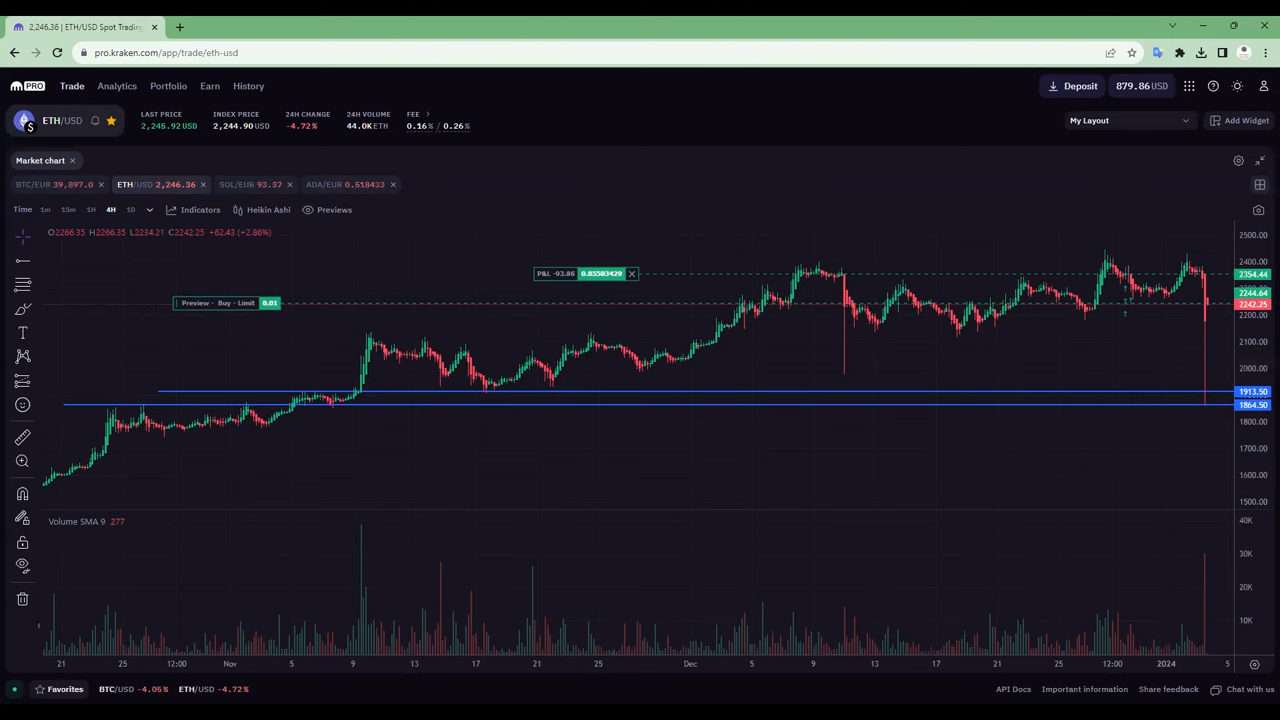 2,246.36 | ETH/USD Spot Trading
pro.kraken.com/app/trade/eth-usd
PRO Trade Analytics Portfolio Earn History Deposit 879.86 USD
ETH/USD
LAST PRICE INDEX PRICE 24H CHANGE 24H VOLUME FEE
2,245.92 USD 2,244.90 USD -4.72 % 44.0K ETH 0.16 % / 0.26 %
My Layout Add Widget
Market chart
BTC/EUR 39,897.0 ETH/USD 2,246.36 SOL/EUR 93.37 ADA/EUR 0.518433
Time 1m 15m 1H 4H 1D Indicators Heikin Ashi Previews
O2266.35 H2266.35 L2234.21 C2242.25 +62.43 (+2.86%)
2500.00
2400.00
P&L -93.86 0.85503429
2354.44
2244.64
Preview - Buy - Limit 0.01
2242.25
2200.00
2100.00
2000.00
1913.50
1864.50
1800.00
1700.00
1600.00
1500.00
Volume SMA 9 277
40K
30K
20K
10K
21 25 12:00 Nov 5 9 13 17 21 25 Dec 5 9 13 17 21 25 12:00 2024 5
Favorites BTC/USD -4.05% ETH/USD -4.72% API Docs Important information Share feedback Chat with us